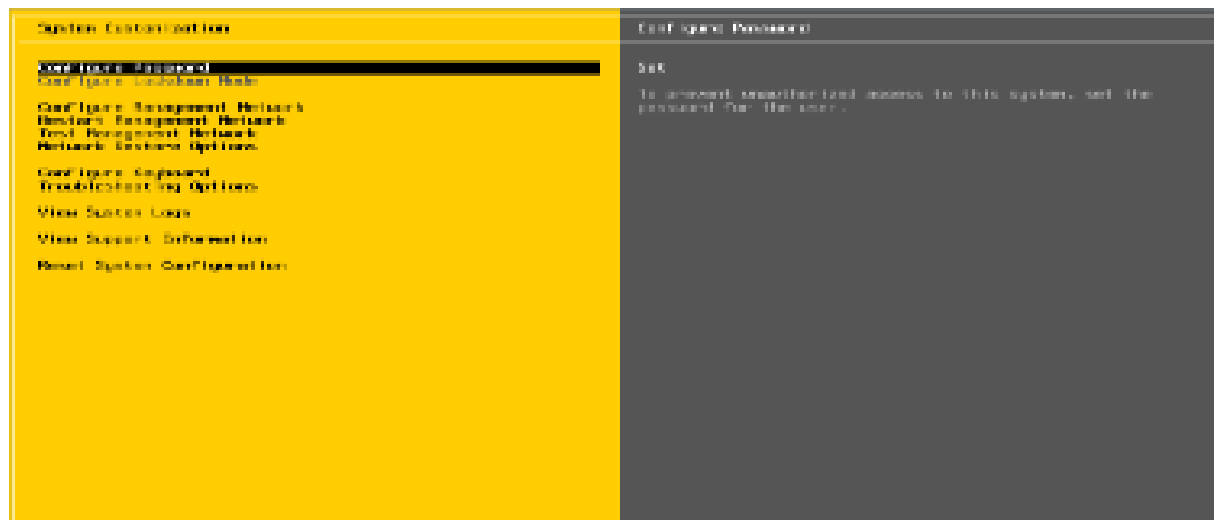 System Customization
Configure Password
Configure Lockdown Mode
Configure Management Network
Restart Management Network
Test Management Network
Network Restore Options
Configure Keyboard
Troubleshooting Options
View System Logs
View Support Information
Reset System Configuration
Configure Password
Set
To prevent unauthorized access to this system, set the
password for the user.